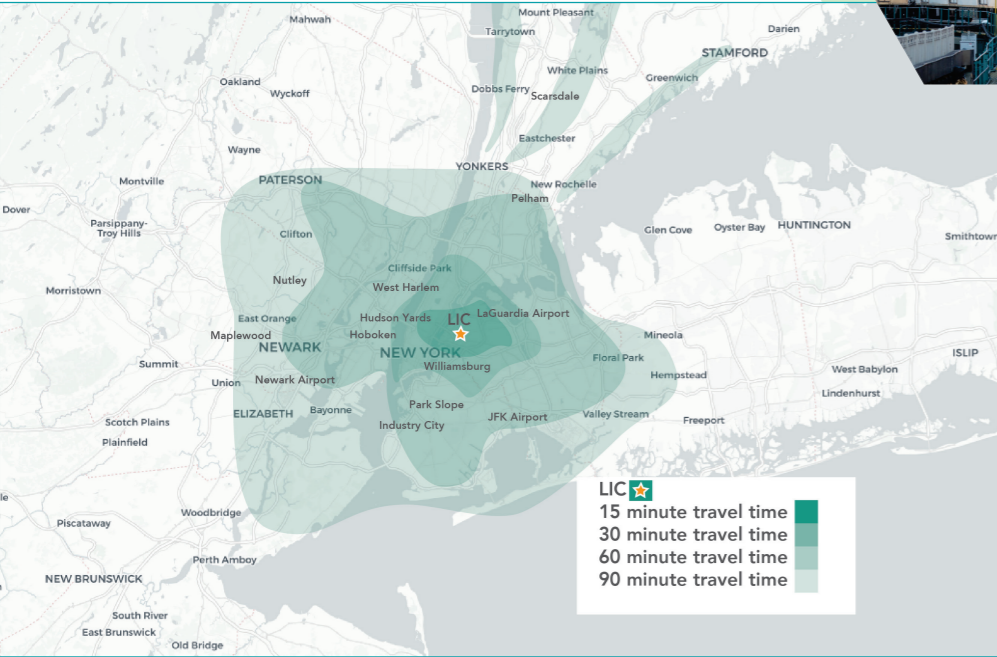 Mahwah
Mount Pleasant
Tarrytown
Darien
STAMFORD
White Plains
Greenwich
Oakland
Wyckoff
Dobbs Ferry
Scarsdale
Eastchester
Wayne
YONKERS
Montville
PATERSON
New Rochelle
Pelham
Dover
Parsippany-
Troy Hills
Clifton
Glen Cove
Oyster Bay
HUNTINGTON
Smithtown
Cliffside Park
Nutley
West Harlem
Morristown
East Orange
Hudson Yards
LIC
LaGuardia Airport
Maplewood
NEWARK
Hoboken
NEW YORK
Mineola
Floral Park
ISLIP
Summit
Williamsburg
Hempstead
West Babylon
Union
Newark Airport
Lindenhurst
ELIZABETH
Bayonne
Park Slope
JFK Airport
Valley Stream
Freeport
Scotch Plains
Industry City
Plainfield
LIC
15 minute travel time
30 minute travel time
60 minute travel time
90 minute travel time
Woodbridge
Piscataway
Perth Amboy
NEW BRUNSWICK
South River
East Brunswick
Old Bridge